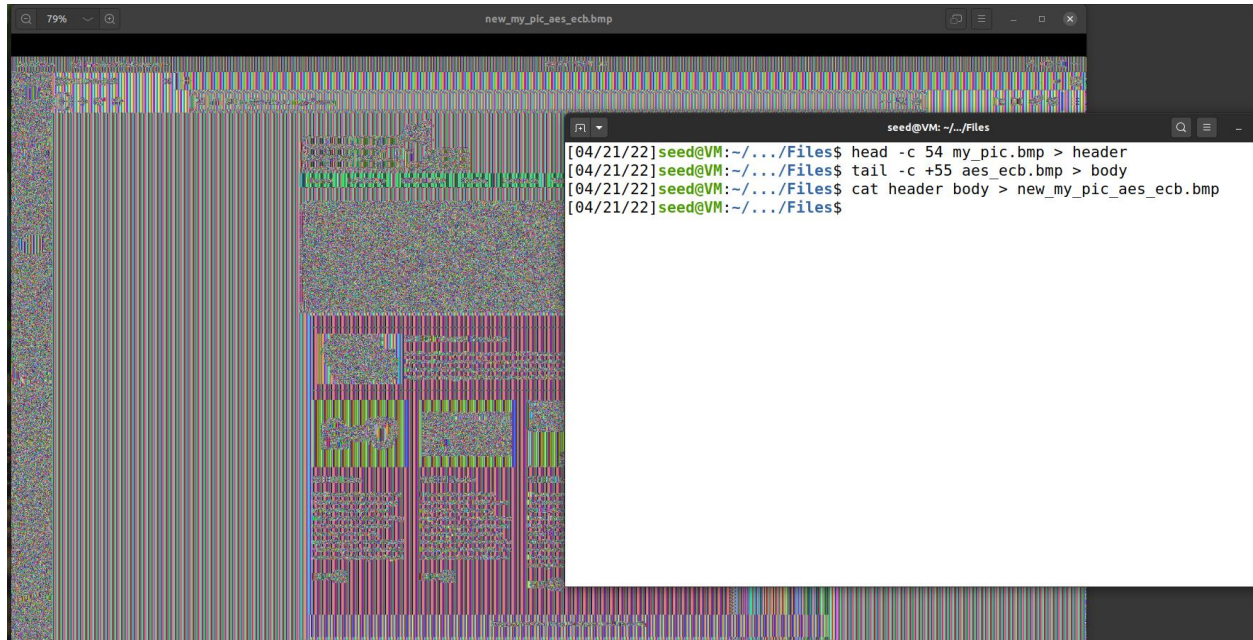 79%
new_my_pic_aes_ecb.bmp
seed@VM: ~/.../Files
[04/21/22]seed@VM:~/.../Files$ head -c 54 my_pic.bmp > header
[04/21/22]seed@VM:~/.../Files$ tail -c +55 aes_ecb.bmp > body
[04/21/22]seed@VM:~/.../Files$ cat header body > new_my_pic_aes_ecb.bmp
[04/21/22]seed@VM:~/.../Files$